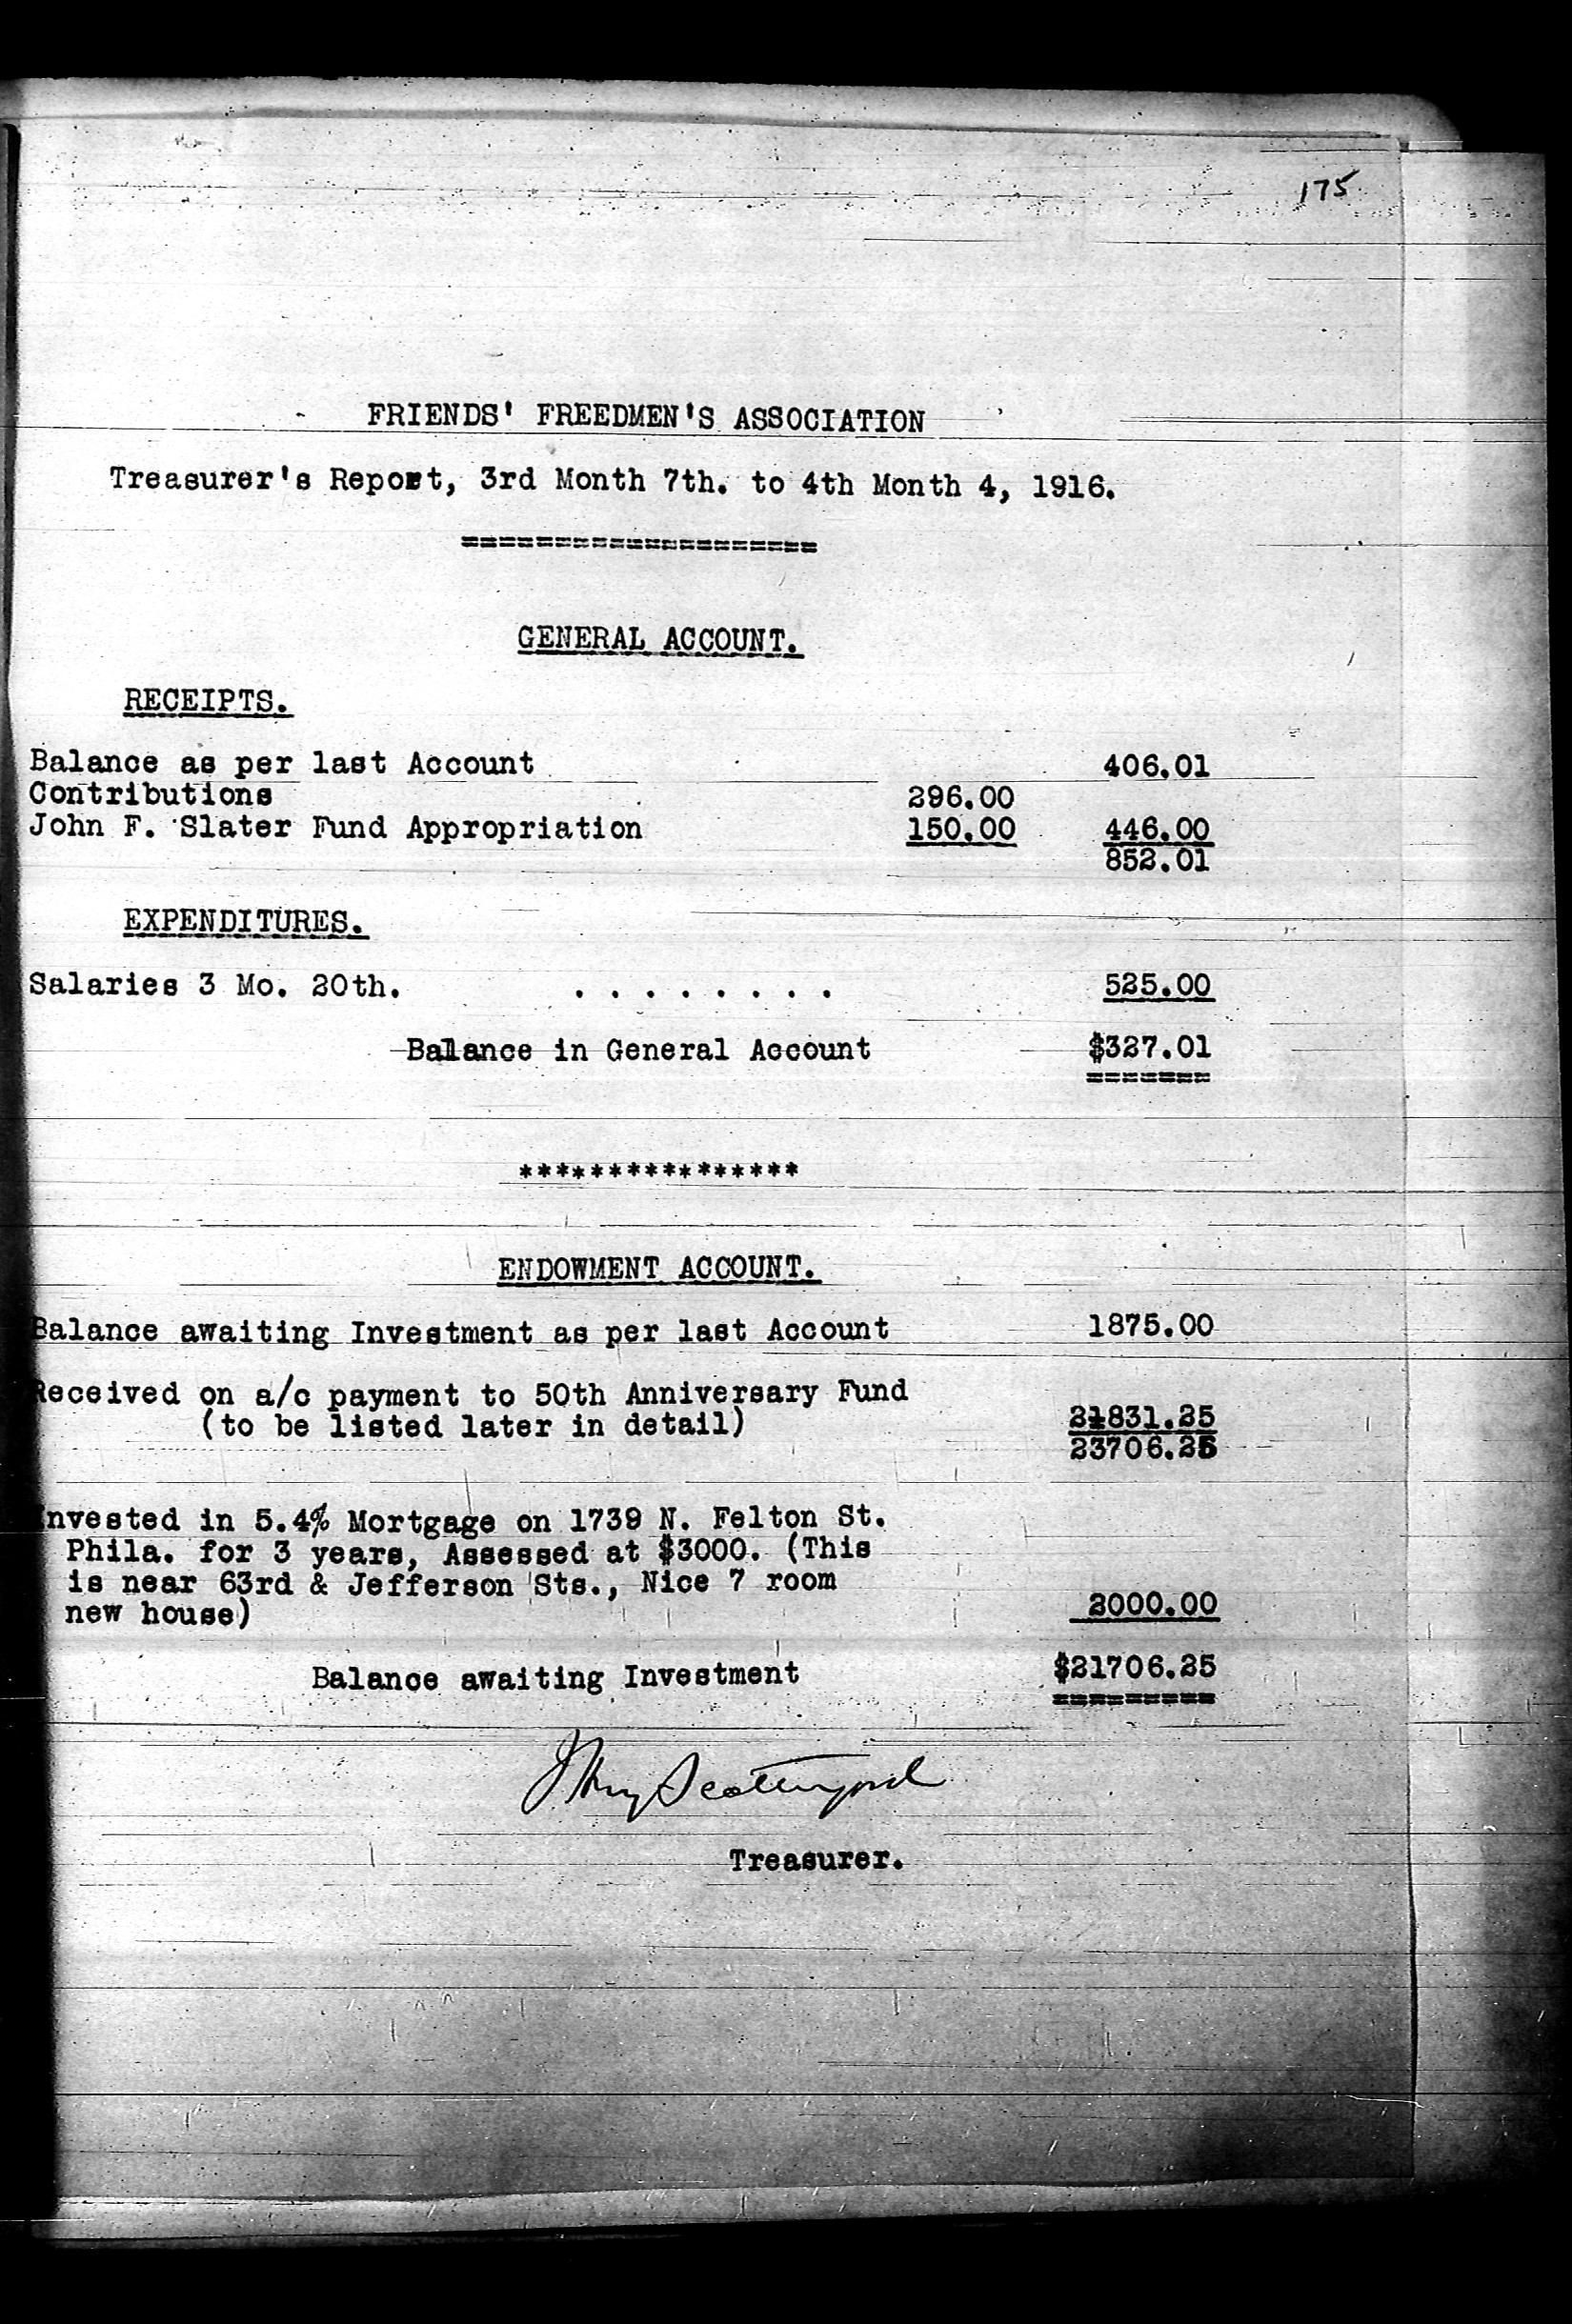 175
FRIENDS' FREEDMEN'S ASSOCIATION
Treasurer's Report, 3rd Month 7th. to 4th Month 4, 1916.
====================
GENERAL ACCOUNT.
RECEIPTS.
Balance as per last Account 406.01
Contributions 296.00
John F. Slater Fund Appropriation 150.00 446.00
852.01
EXPENDITURES.
Salaries 3 Mo. 20th. . . . . . . . . 525.00
Balance in General Account $327.01
=======
****************
ENDOWMENT ACCOUNT.
Balance awaiting Investment as per last Account 1875.00
Received on a/c payment to 50th Anniversary Fund
(to be listed later in detail) 21831.25
23706.25
Invested in 5.4% Mortgage on 1739 N. Felton St.
Phila. for 3 years, Assessed at $3000. (This
is near 63rd & Jefferson Sts., Nice 7 room
new house) 2000.00
Balance awaiting Investment $21706.25
=========
Treasurer.